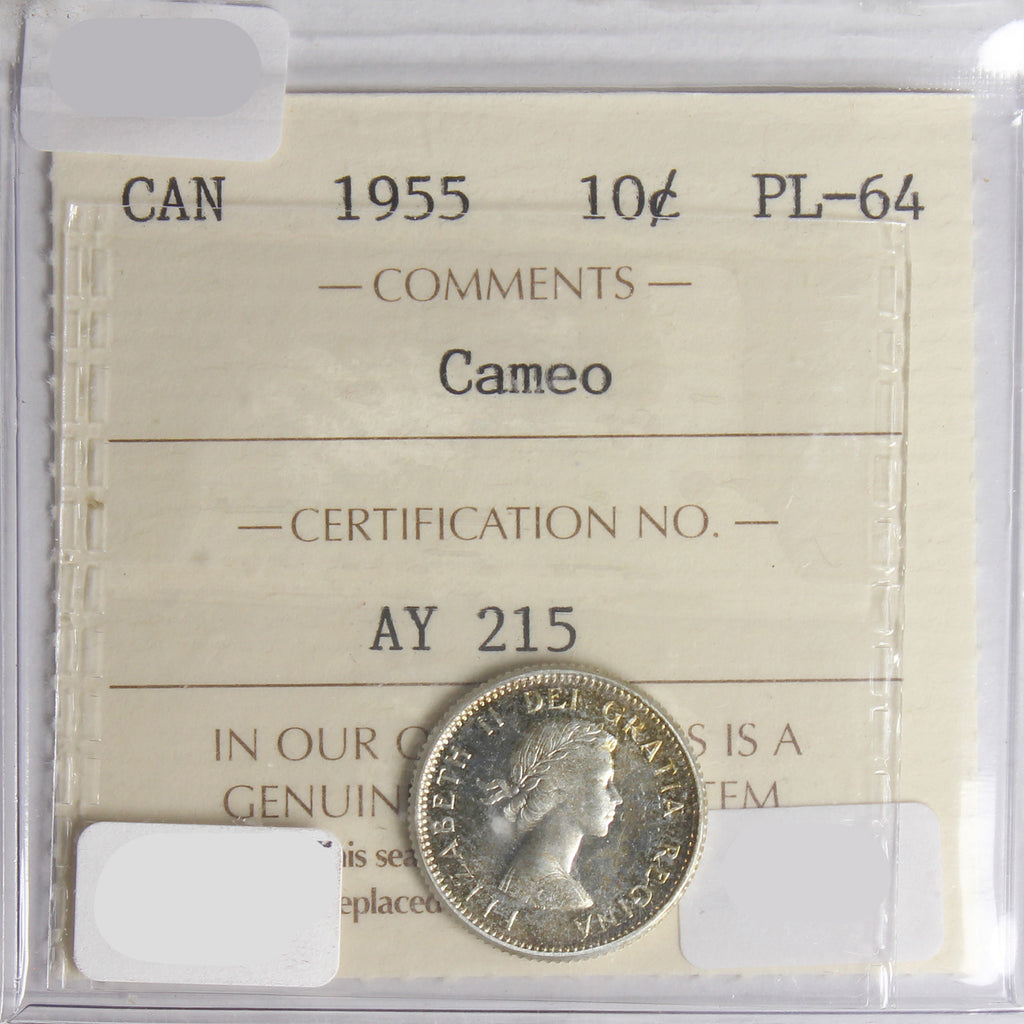 CAN 1955 10¢ PL-64
— COMMENTS —
Cameo
— CERTIFICATION NO. —
AY 215
IN OUR IS A
GENUIN TEM
his sea
eplaced
ELIZABETH II DEI GRATIA REGINA